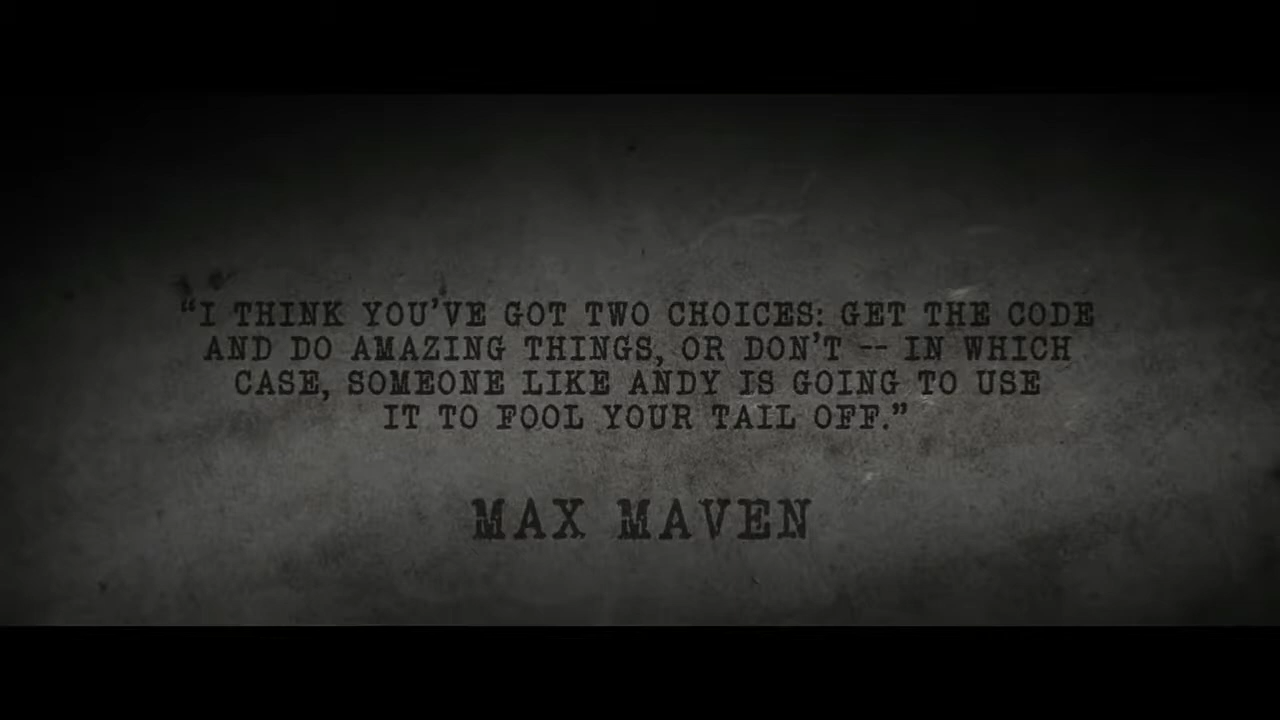 “I THINK YOU’VE GOT TWO CHOICES: GET THE CODE
AND DO AMAZING THINGS, OR DON’T -- IN WHICH
CASE, SOMEONE LIKE ANDY IS GOING TO USE
IT TO FOOL YOUR TAIL OFF.”
MAX MAVEN